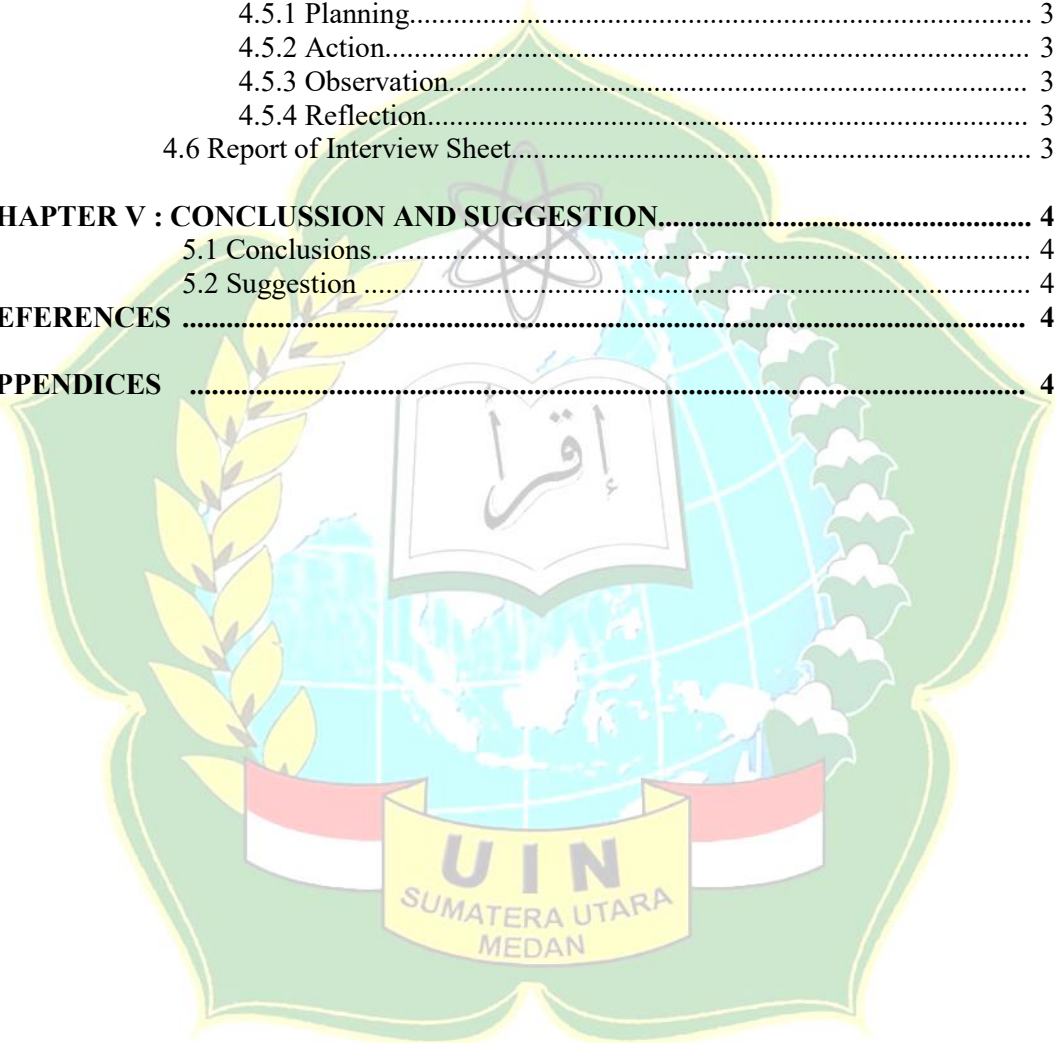 4.5.1 Planning.................................................................................................. 3
4.5.2 Action...................................................................................................... 3
4.5.3 Observation............................................................................................ 3
4.5.4 Reflection............................................................................................... 3
4.6 Report of Interview Sheet................................................................................... 3
HAPTER V : CONCLUSSION AND SUGGESTION........................................................... 4
5.1 Conclusions......................................................................................................... 4
5.2 Suggestion .......................................................................................................... 4
EFERENCES .................................................................................................................... 4
PPENDICES .................................................................................................................... 4
إقرأ
UIN
SUMATERA UTARA
MEDAN